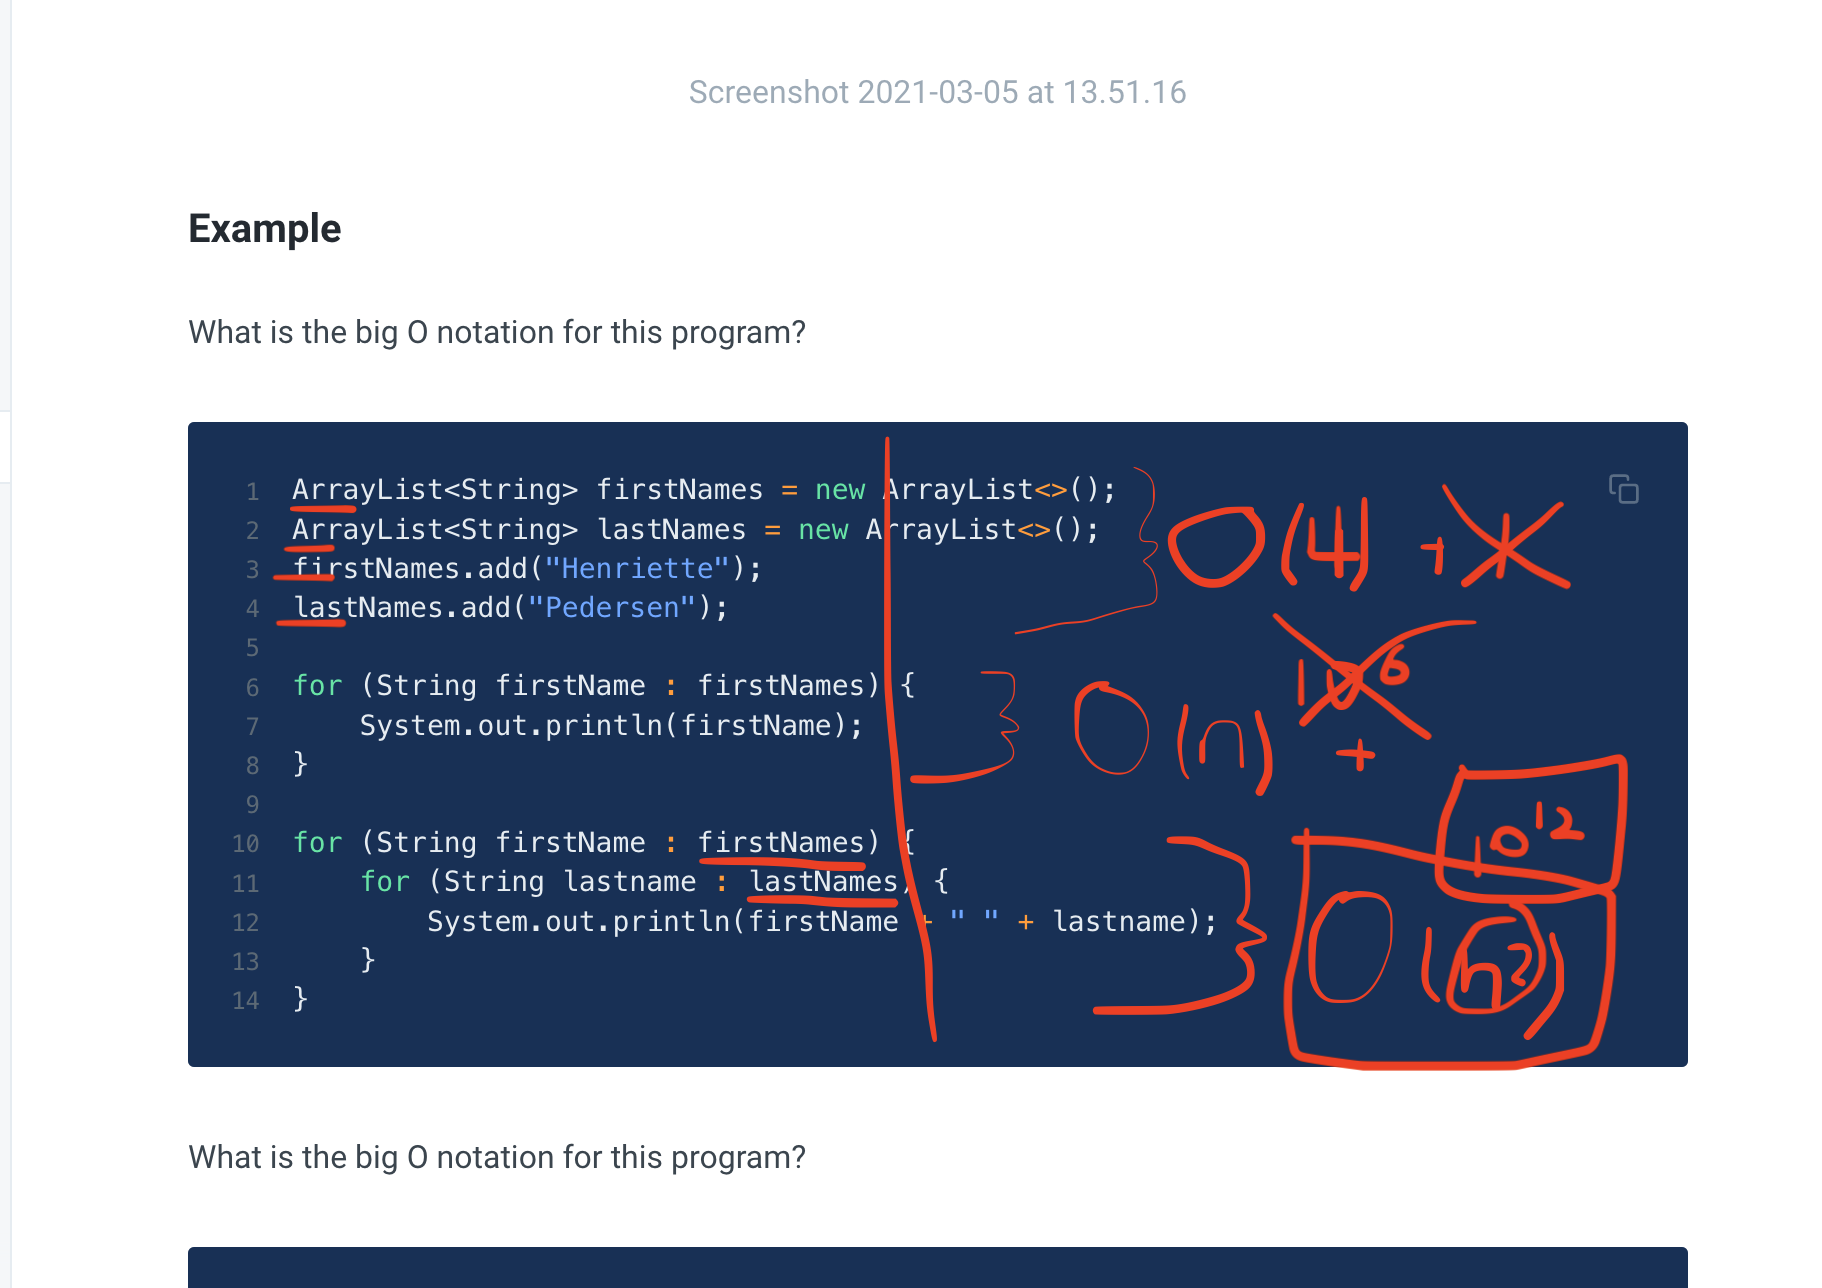 Screenshot 2021-03-05 at 13.51.16
Example
What is the big O notation for this program?
1 ArrayList<String> firstNames = new ArrayList<>();
2 ArrayList<String> lastNames = new ArrayList<>();
3 firstNames.add("Henriette");
4 lastNames.add("Pedersen");
O(4) +
5
6 for (String firstName : firstNames) {
7     System.out.println(firstName);
8 }
O(n)
10^6
+
9
10 for (String firstName : firstNames) {
11     for (String lastname : lastNames) {
12         System.out.println(firstName + " " + lastname);
13     }
14 }
10^12
O(n²)
What is the big O notation for this program?